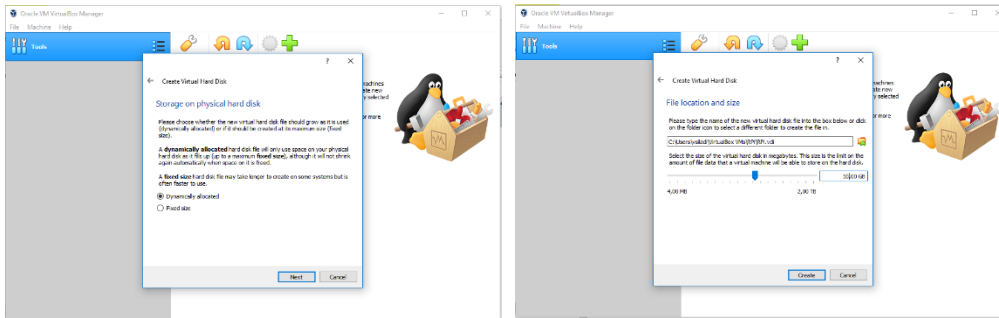 Oracle VM VirtualBox Manager
File Machine Help
Tools
? ×
Create Virtual Hard Disk
Storage on physical hard disk
Please choose whether the new virtual hard disk file should grow as it is used
(dynamically allocated) or if it should be created at its maximum size (fixed
size).
A dynamically allocated hard disk file will only use space on your physical
hard disk as it fills up (up to a maximum fixed size), although it will not shrink
again automatically when space on it is freed.
A fixed size hard disk file may take longer to create on some systems but is
often faster to use.
Dynamically allocated
Fixed size
Next Cancel
machines
ate new
y selected
or more
Oracle VM VirtualBox Manager
File Machine Help
Tools
? ×
Create Virtual Hard Disk
File location and size
Please type the name of the new virtual hard disk file into the box below or click
on the folder icon to select a different folder to create the file in.
Select the size of the virtual hard disk in megabytes. This size is the limit on the
amount of file data that a virtual machine will be able to store on the hard disk.
4,00 MB 2,00 TB
Create Cancel
machines
ate new
y selected
or more